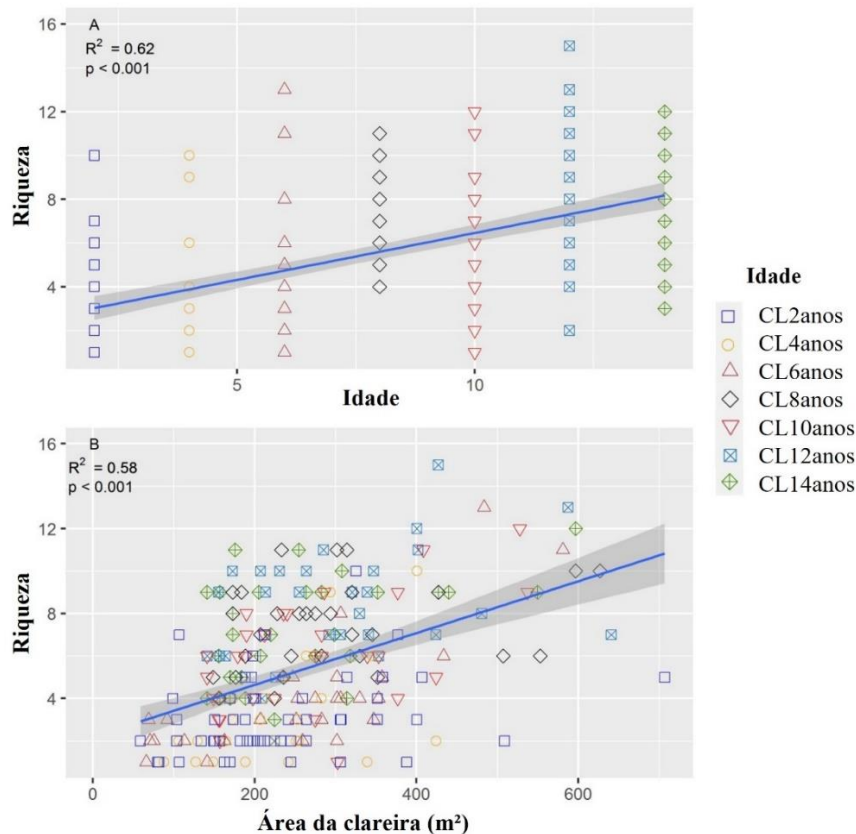 A
R² = 0.62
p < 0.001
Riqueza
16
12
8
4
5
10
Idade
B
R² = 0.58
p < 0.001
Riqueza
16
12
8
4
0
200
400
600
Área da clareira (m²)
Idade
CL2anos
CL4anos
CL6anos
CL8anos
CL10anos
CL12anos
CL14anos